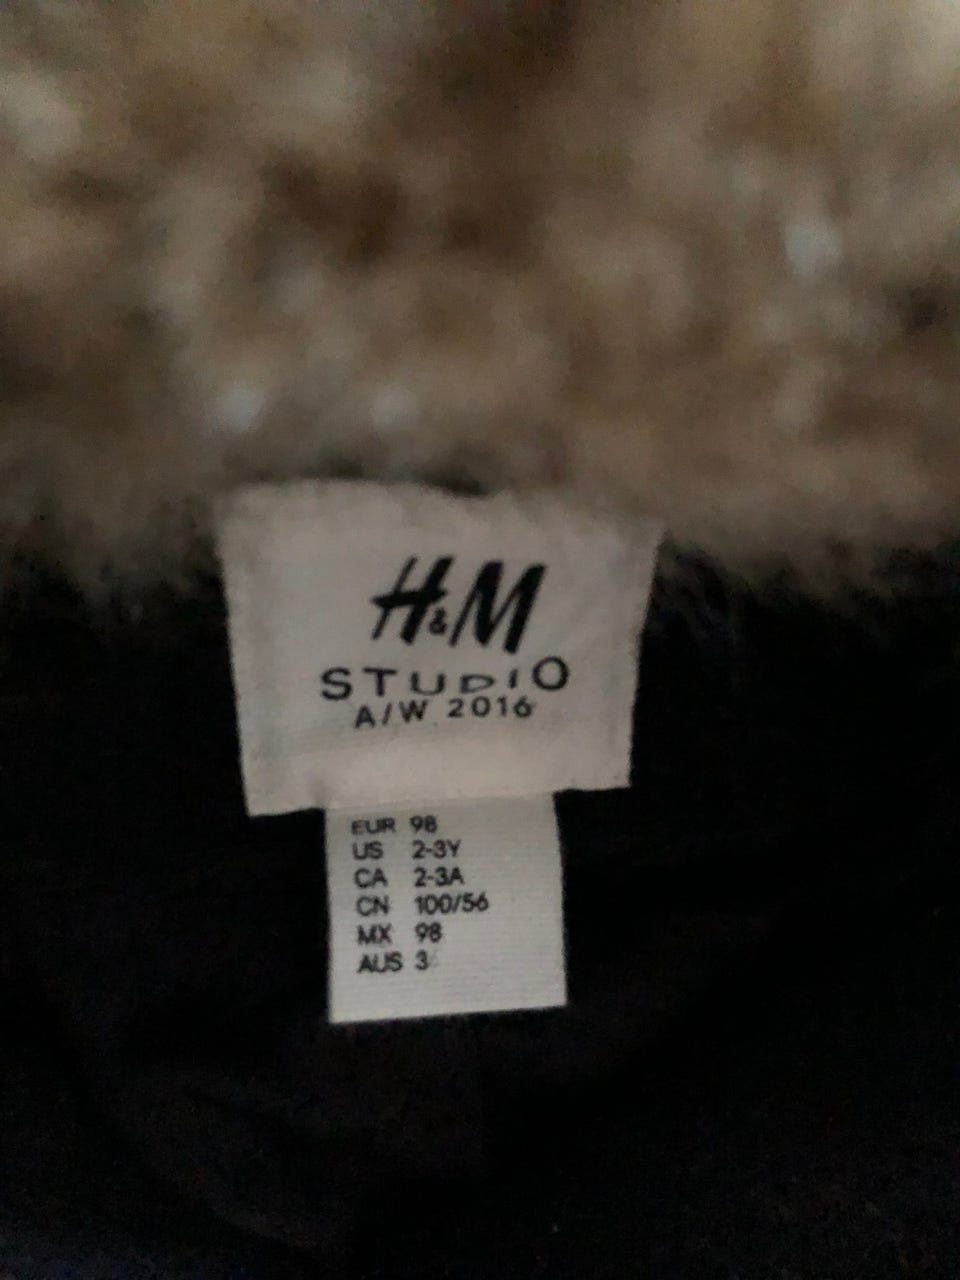 H&M
STUDIO
A/W 2016
EUR 98
US 2-3Y
CA 2-3A
CN 100/56
MX 98
AUS 3